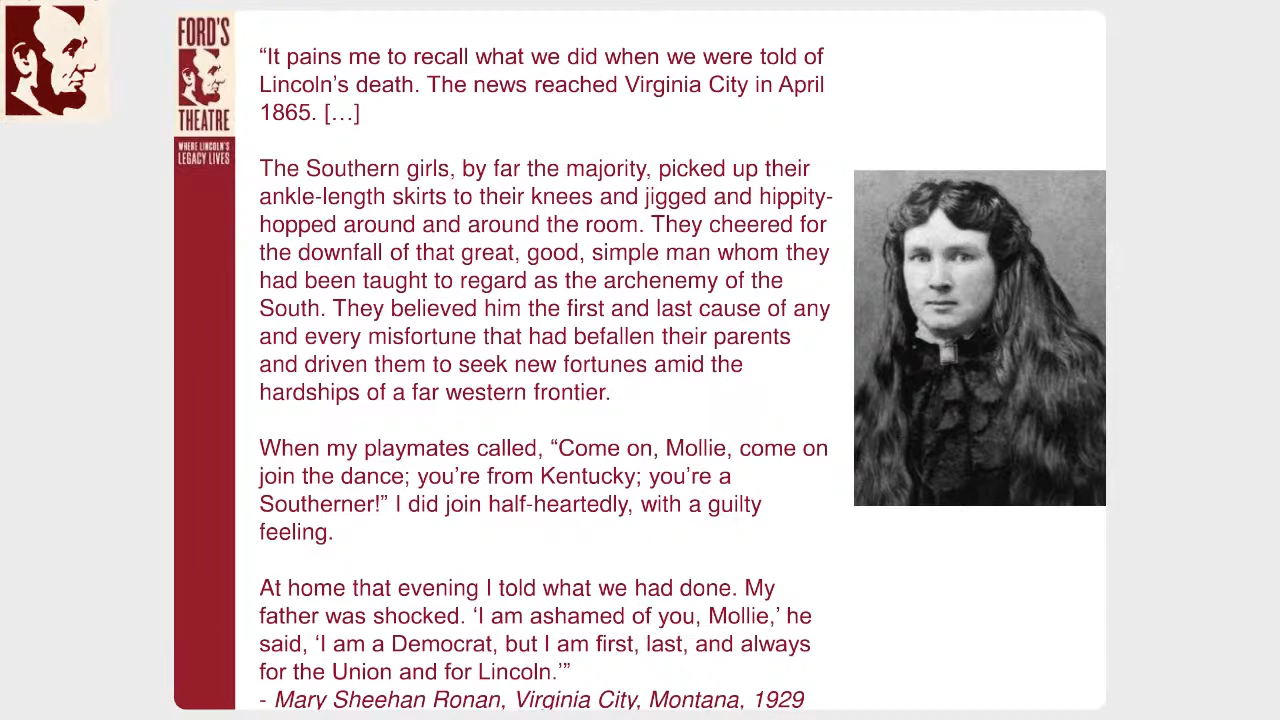 FORD'S
THEATRE
WHERE LINCOLN'S
LEGACY LIVES
“It pains me to recall what we did when we were told of
Lincoln’s death. The news reached Virginia City in April
1865. […]
The Southern girls, by far the majority, picked up their
ankle-length skirts to their knees and jigged and hippity-
hopped around and around the room. They cheered for
the downfall of that great, good, simple man whom they
had been taught to regard as the archenemy of the
South. They believed him the first and last cause of any
and every misfortune that had befallen their parents
and driven them to seek new fortunes amid the
hardships of a far western frontier.
When my playmates called, “Come on, Mollie, come on
join the dance; you’re from Kentucky; you’re a
Southerner!” I did join half-heartedly, with a guilty
feeling.
At home that evening I told what we had done. My
father was shocked. ‘I am ashamed of you, Mollie,’ he
said, ‘I am a Democrat, but I am first, last, and always
for the Union and for Lincoln.’”
- Mary Sheehan Ronan, Virginia City, Montana, 1929